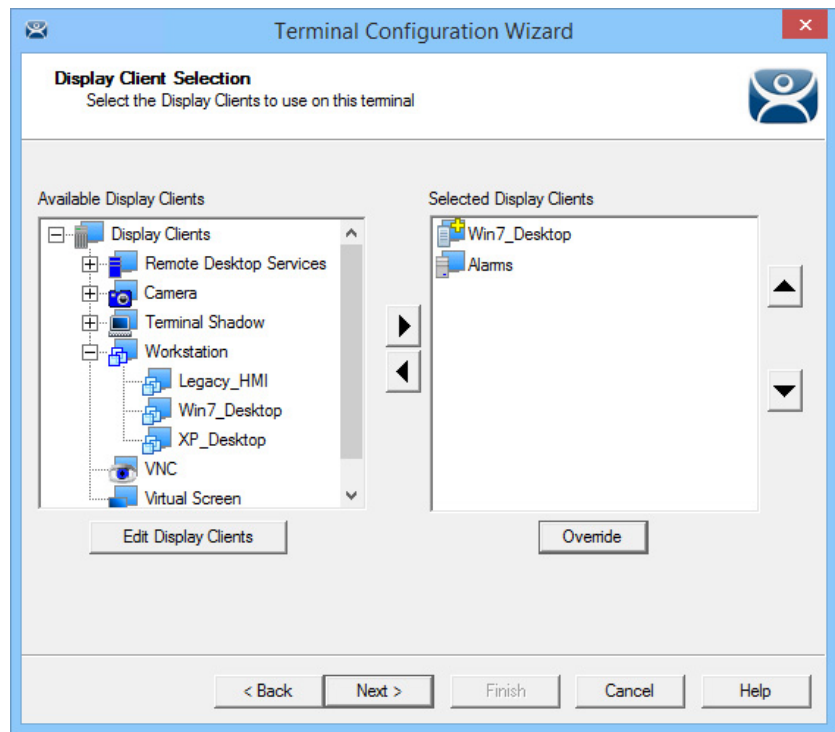 Terminal Configuration Wizard
Display Client Selection
Select the Display Clients to use on this terminal
Available Display Clients
Display Clients
Remote Desktop Services
Camera
Terminal Shadow
Workstation
Legacy_HMI
Win7_Desktop
XP_Desktop
VNC
Virtual Screen
Edit Display Clients
Selected Display Clients
Win7_Desktop
Alarms
Override
< Back
Next >
Finish
Cancel
Help